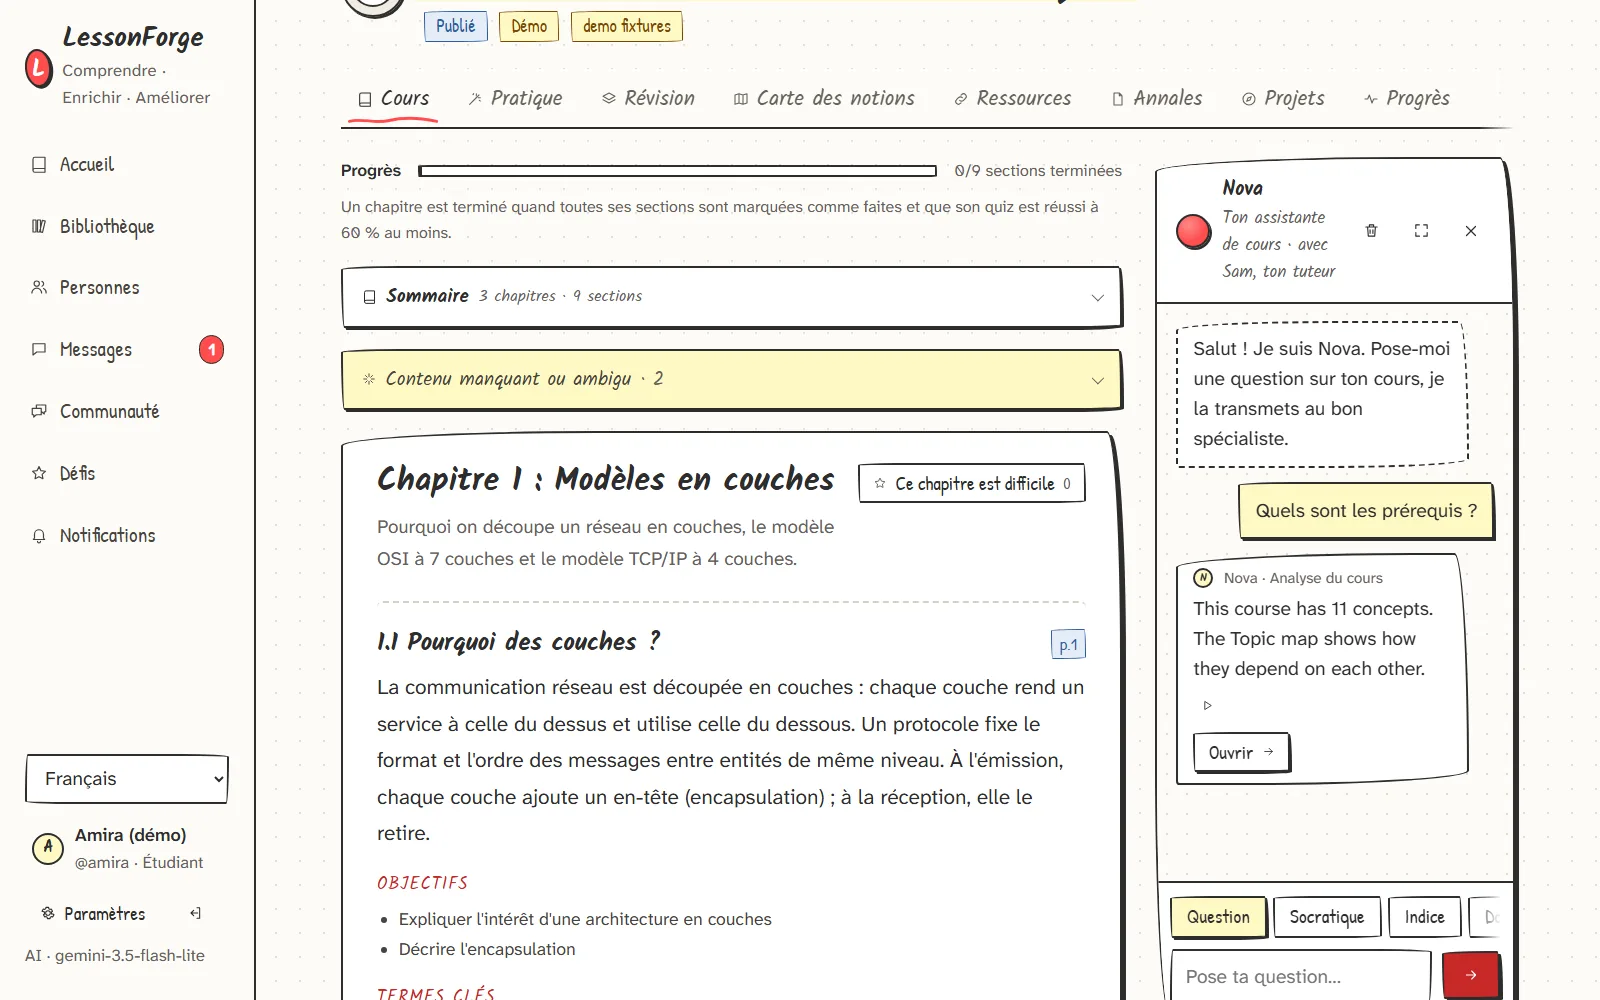 LessonForge
L
Comprendre ·
Enrichir · Améliorer
Accueil
Bibliothèque
Personnes
Messages
1
Communauté
Défis
Notifications
Français
A
Amira (démo)
@amira · Étudiant
Paramètres
AI · gemini-3.5-flash-lite
Publié
Démo
demo fixtures
Cours
Pratique
Révision
Carte des notions
Ressources
Annales
Projets
Progrès
Progrès
0/9 sections terminées
Un chapitre est terminé quand toutes ses sections sont marquées comme faites et que son quiz est réussi à
60 % au moins.
Sommaire 3 chapitres · 9 sections
Contenu manquant ou ambigu · 2
Chapitre 1 : Modèles en couches
Ce chapitre est difficile 0
Pourquoi on découpe un réseau en couches, le modèle
OSI à 7 couches et le modèle TCP/IP à 4 couches.
1.1 Pourquoi des couches ?
p.1
La communication réseau est découpée en couches : chaque couche rend un
service à celle du dessus et utilise celle du dessous. Un protocole fixe le
format et l'ordre des messages entre entités de même niveau. À l'émission,
chaque couche ajoute un en-tête (encapsulation) ; à la réception, elle le
retire.
OBJECTIFS
Expliquer l'intérêt d'une architecture en couches
Décrire l'encapsulation
TERMES CLÉS
Nova
Ton assistante
de cours · avec
Sam, ton tuteur
Salut ! Je suis Nova. Pose-moi
une question sur ton cours, je
la transmets au bon
spécialiste.
Quels sont les prérequis ?
N
Nova · Analyse du cours
This course has 11 concepts.
The Topic map shows how
they depend on each other.
Ouvrir
Question
Socratique
Indice
Pose ta question...